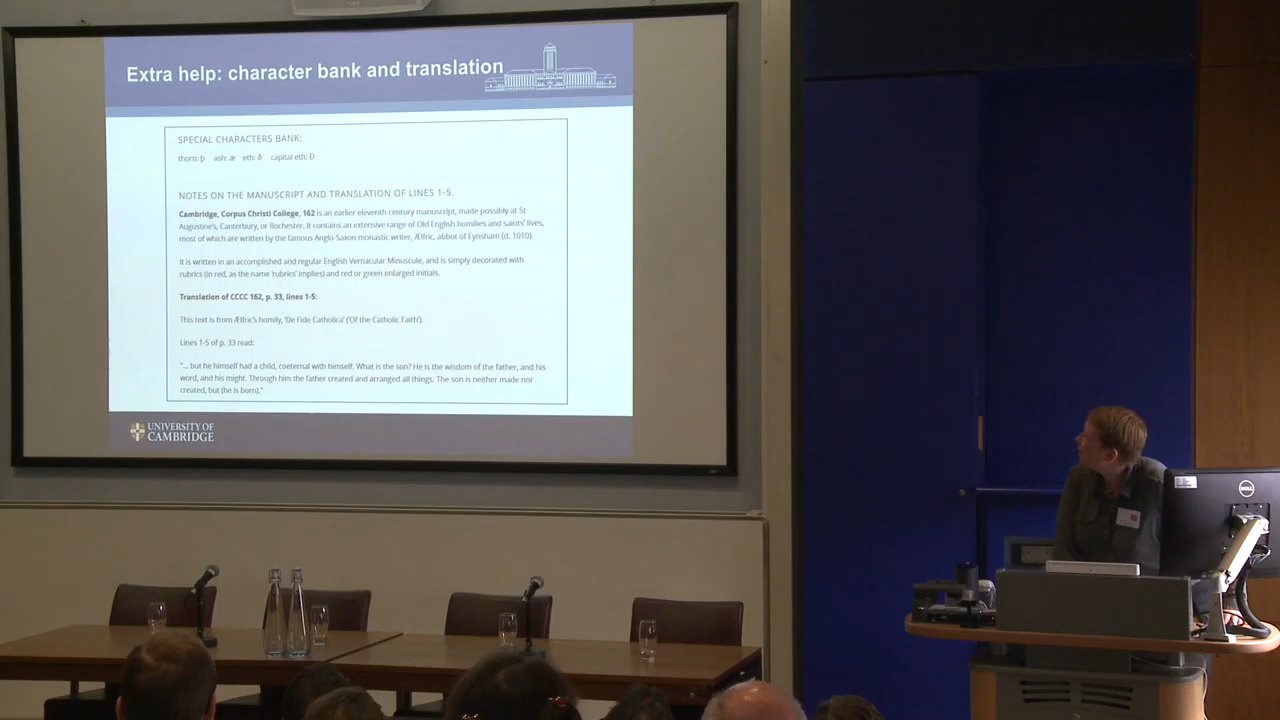 Extra help: character bank and translation
SPECIAL CHARACTERS BANK:
thorn: þ ash: æ eth: ð capital eth: Ð
NOTES ON THE MANUSCRIPT AND TRANSLATION OF LINES 1-5.
Cambridge, Corpus Christi College, 162 is an earlier eleventh century manuscript, made possibly at St
Augustine's, Canterbury, or Rochester. It contains an extensive range of Old English homilies and saints' lives,
most of which are written by the famous Anglo-Saxon monastic writer, Ælfric, abbot of Eynsham (d. 1010).
It is written in an accomplished and regular English Vernacular Minuscule, and is simply decorated with
rubrics (in red, as the name 'rubrics' implies) and red or green enlarged initials.
Translation of CCCC 162, p. 33, lines 1-5:
This text is from Ælfric's homily, 'De Fide Catholica' ('Of the Catholic Faith').
Lines 1-5 of p. 33 read:
"... but he himself had a child, coeternal with himself. What is the son? He is the wisdom of the father, and his
word, and his might. Through him the father created and arranged all things. The son is neither made nor
created, but (he is born)."
UNIVERSITY OF
CAMBRIDGE
DELL